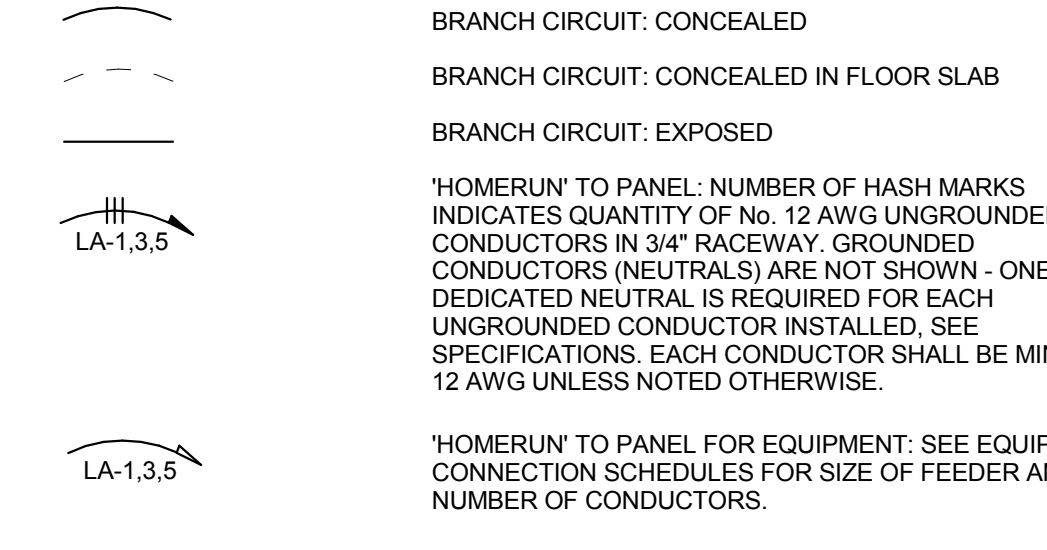 BRANCH CIRCUIT: CONCEALED
BRANCH CIRCUIT: CONCEALED IN FLOOR SLAB
BRANCH CIRCUIT: EXPOSED
LA-1,3,5
'HOMERUN' TO PANEL: NUMBER OF HASH MARKS
INDICATES QUANTITY OF No. 12 AWG
CONDUCTORS IN 3/4" RACEWAY. GROUNDED
CONDUCTORS (NEUTRALS) ARE NOT SHOWN - ONE
DEDICATED NEUTRAL IS REQUIRED FOR EACH
UNGROUNDED CONDUCTOR INSTALLED, SEE
SPECIFICATIONS. EACH CONDUCTOR SHALL BE
12 AWG UNLESS NOTED OTHERWISE.
LA-1,3,5
'HOMERUN' TO PANEL FOR EQUIPMENT: SEE
CONNECTION SCHEDULES FOR SIZE OF FEEDER
NUMBER OF CONDUCTORS.